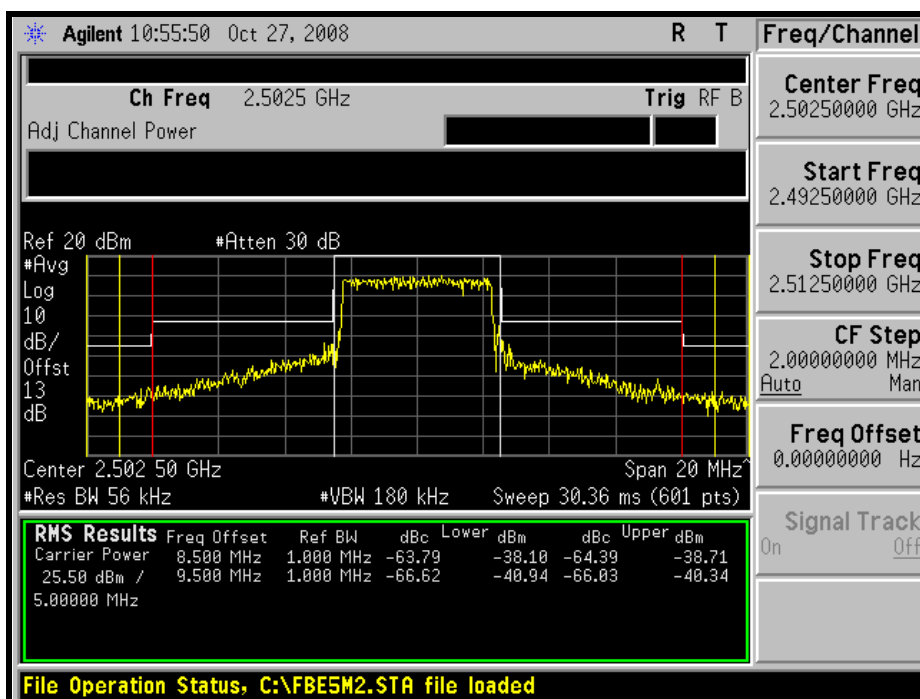 Agilent 10:55:50 Oct 27, 2008 R T
Ch Freq 2.5025 GHz Trig RF B
Adj Channel Power
Ref 20 dBm #Atten 30 dB
#Avg
Log
10
dB/
Offst
13
dB
Center 2.502 50 GHz Span 20 MHz^
#Res BW 56 kHz #VBW 180 kHz Sweep 30.36 ms (601 pts)
RMS Results Freq Offset Ref BW dBc Lower dBm dBc Upper dBm
Carrier Power 8.500 MHz 1.000 MHz -63.79 -38.10 -64.39 -38.71
25.50 dBm / 9.500 MHz 1.000 MHz -66.62 -40.94 -66.03 -40.34
5.00000 MHz
File Operation Status, C:\FBE5M2.STA file loaded
Freq/Channel
Center Freq
2.50250000 GHz
Start Freq
2.49250000 GHz
Stop Freq
2.51250000 GHz
CF Step
2.00000000 MHz
Auto Man
Freq Offset
0.00000000 Hz
Signal Track
On Off